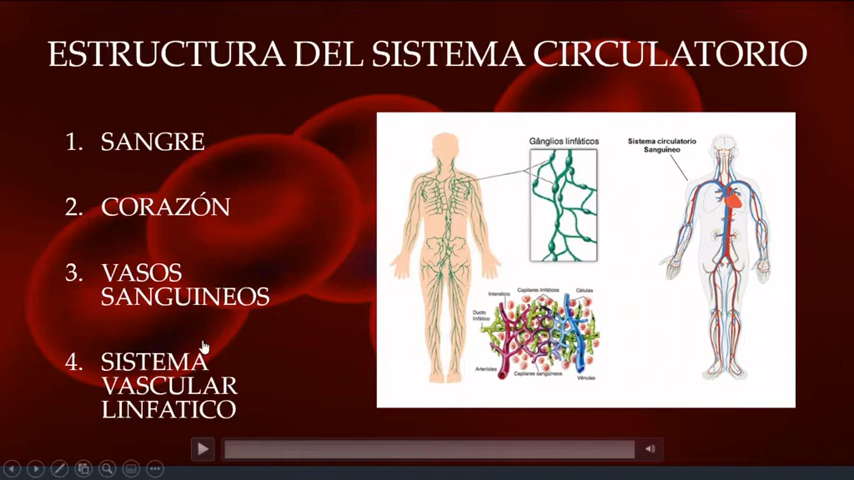 ESTRUCTURA DEL SISTEMA CIRCULATORIO
1. SANGRE
2. CORAZÓN
3. VASOS
SANGUINEOS
4. SISTEMA
VASCULAR
LINFATICO
Gânglios linfáticos
Sistema circulatorio
Sanguíneo
Interstício
Capilares linfáticos
Células
Ducto
linfático
Arteríolas
Capilares sanguíneos
Vênulas